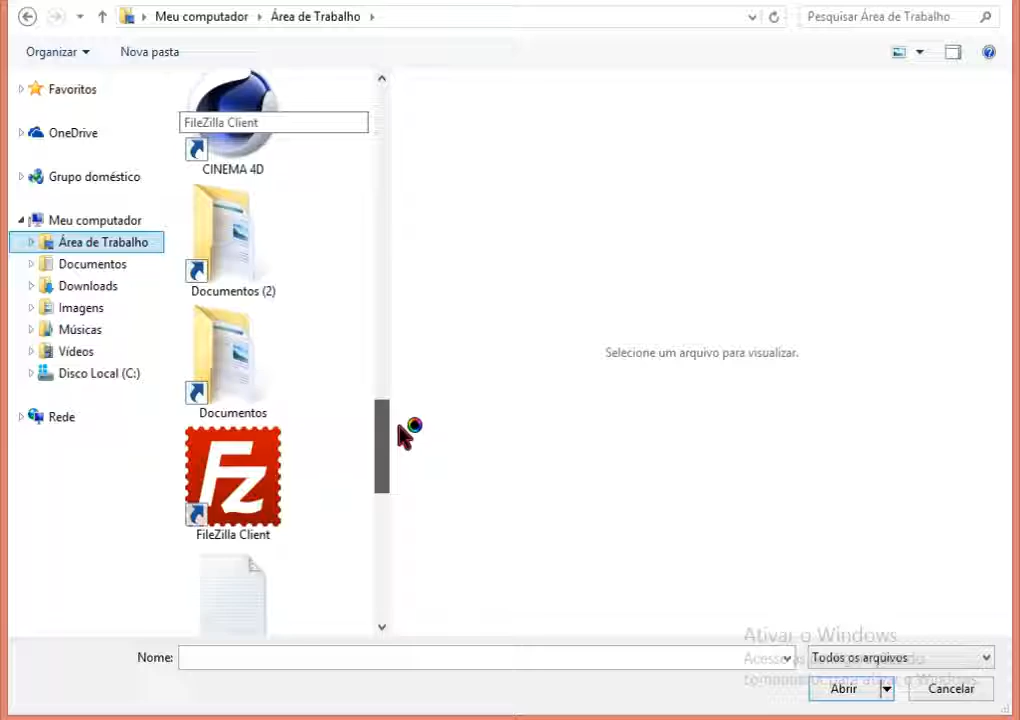 Meu computador
Área de Trabalho
Pesquisar Área de Trabalho
Organizar
Nova pasta
Favoritos
OneDrive
Grupo doméstico
Meu computador
Área de Trabalho
Documentos
Downloads
Imagens
Músicas
Vídeos
Disco Local (C:)
Rede
FileZilla Client
CINEMA 4D
Documentos (2)
Documentos
Fz
FileZilla Client
Selecione um arquivo para visualizar.
Ativar o Windows
Nome:
Todos os arquivos
Abrir
Cancelar